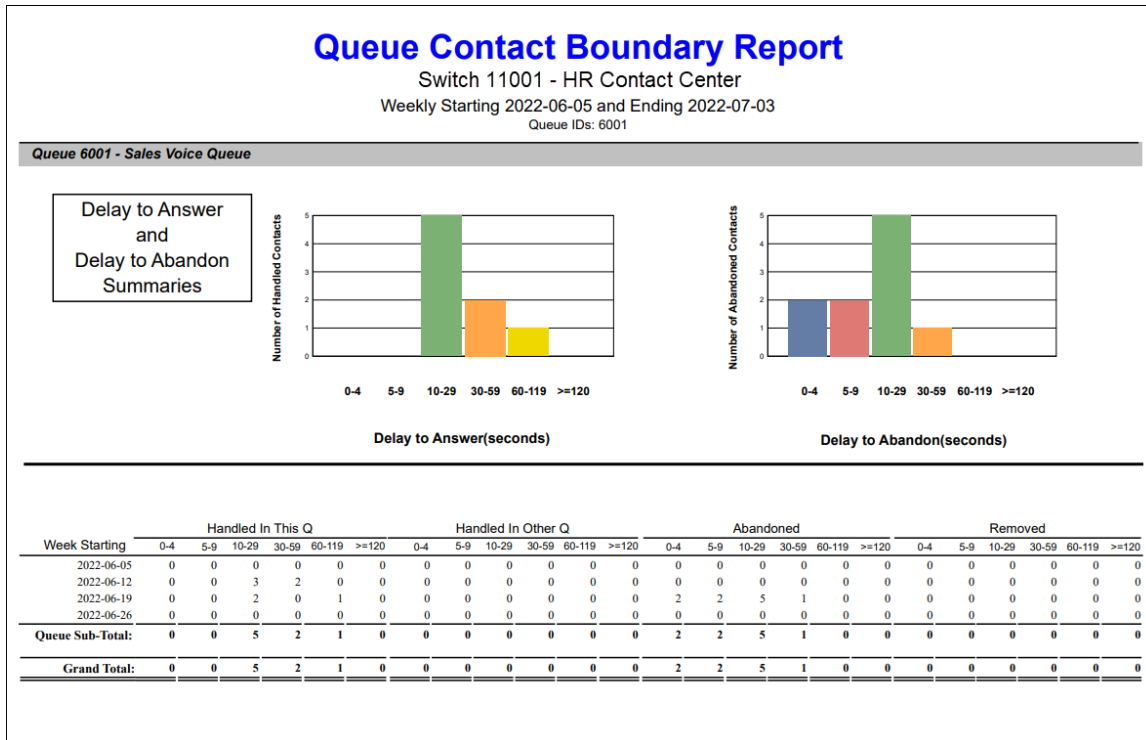 Queue Contact Boundary Report
Switch 11001 - HR Contact Center
Weekly Starting 2022-06-05 and Ending 2022-07-03
Queue IDs: 6001
Queue 6001 - Sales Voice Queue
Delay to Answer
and
Delay to Abandon
Summaries
Number of Handled Contacts
5
4
3
2
1
0
0-4 5-9 10-29 30-59 60-119 >=120
Delay to Answer(seconds)
Number of Abandoned Contacts
5
4
3
2
1
0
0-4 5-9 10-29 30-59 60-119 >=120
Delay to Abandon(seconds)
Handled In This Q Handled In Other Q Abandoned Removed
Week Starting 0-4 5-9 10-29 30-59 60-119 >=120 0-4 5-9 10-29 30-59 60-119 >=120 0-4 5-9 10-29 30-59 60-119 >=120 0-4 5-9 10-29 30-59 60-119 >=120
2022-06-05 0 0 0 0 0 0 0 0 0 0 0 0 0 0 0 0 0 0 0 0 0 0 0 0
2022-06-12 0 0 3 2 0 0 0 0 0 0 0 0 0 0 0 0 0 0 0 0 0 0 0 0
2022-06-19 0 0 2 0 1 0 0 0 0 0 0 0 2 2 5 1 0 0 0 0 0 0 0 0
2022-06-26 0 0 0 0 0 0 0 0 0 0 0 0 0 0 0 0 0 0 0 0 0 0 0 0
Queue Sub-Total: 0 0 5 2 1 0 0 0 0 0 0 0 2 2 5 1 0 0 0 0 0 0 0 0
Grand Total: 0 0 5 2 1 0 0 0 0 0 0 0 2 2 5 1 0 0 0 0 0 0 0 0